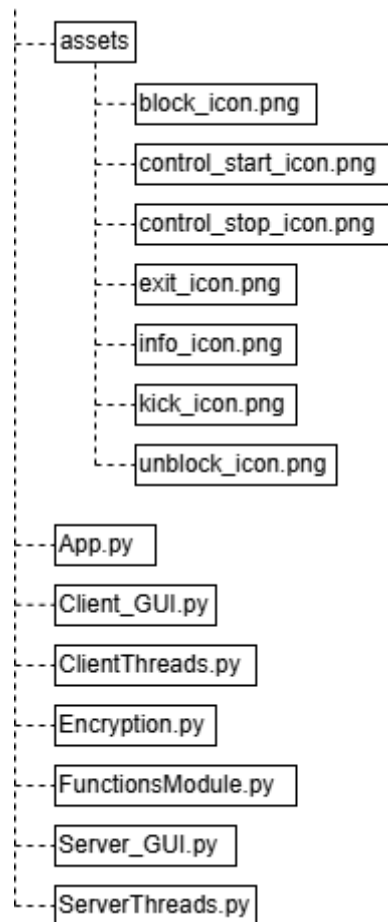 assets
block_icon.png
control_start_icon.png
control_stop_icon.png
exit_icon.png
info_icon.png
kick_icon.png
unblock_icon.png
App.py
Client_GUI.py
ClientThreads.py
Encryption.py
FunctionsModule.py
Server_GUI.py
ServerThreads.py